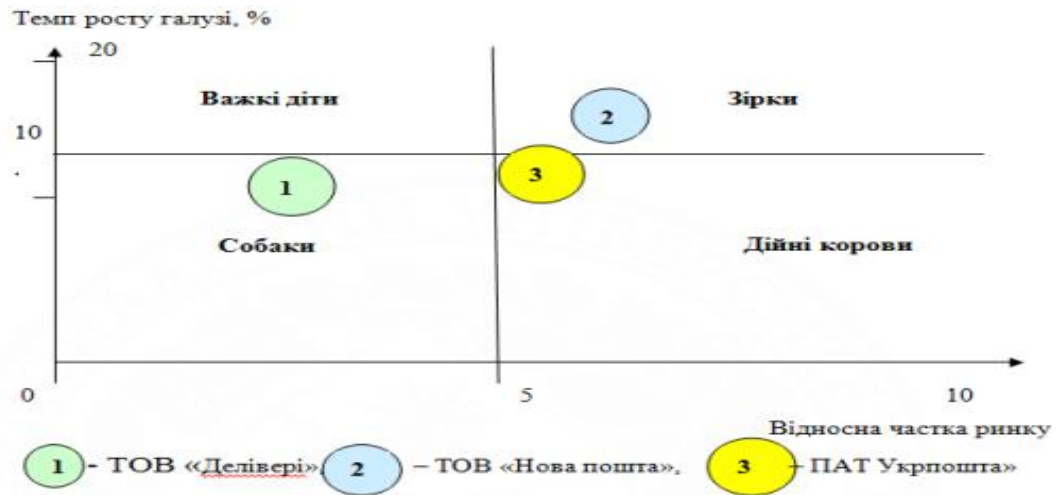 Темп росту галузі, %
20
Важкі діти
Зірки
2
10
3
1
Собаки
Дійні корови
0
5
10
Відносна частка ринку
1 - ТОВ «Делівері», 2 – ТОВ «Нова пошта», 3 – ПАТ Укрпошта»